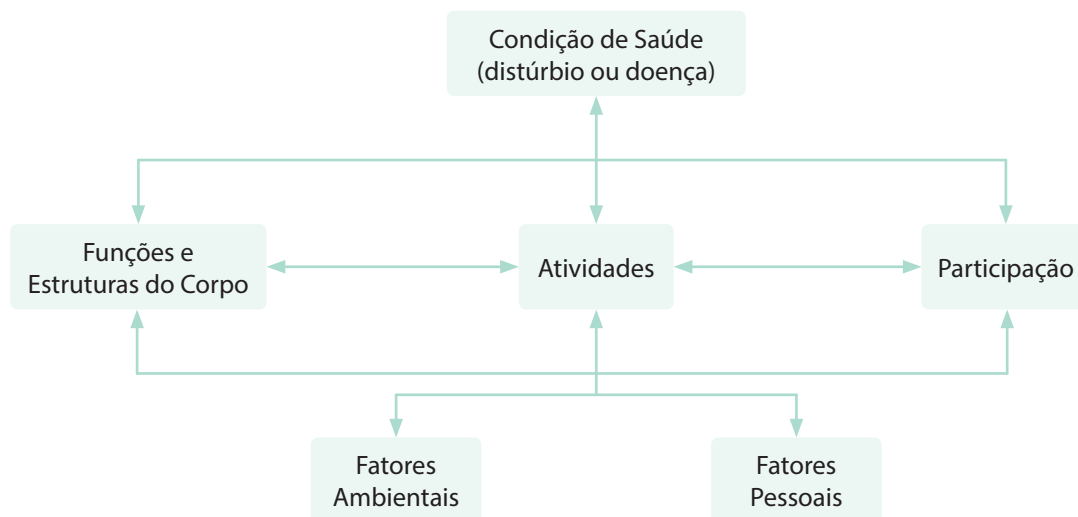 Condição de Saúde
(distúrbio ou doença)
Funções e
Estruturas do Corpo
Atividades
Participação
Fatores
Ambientais
Fatores
Pessoais